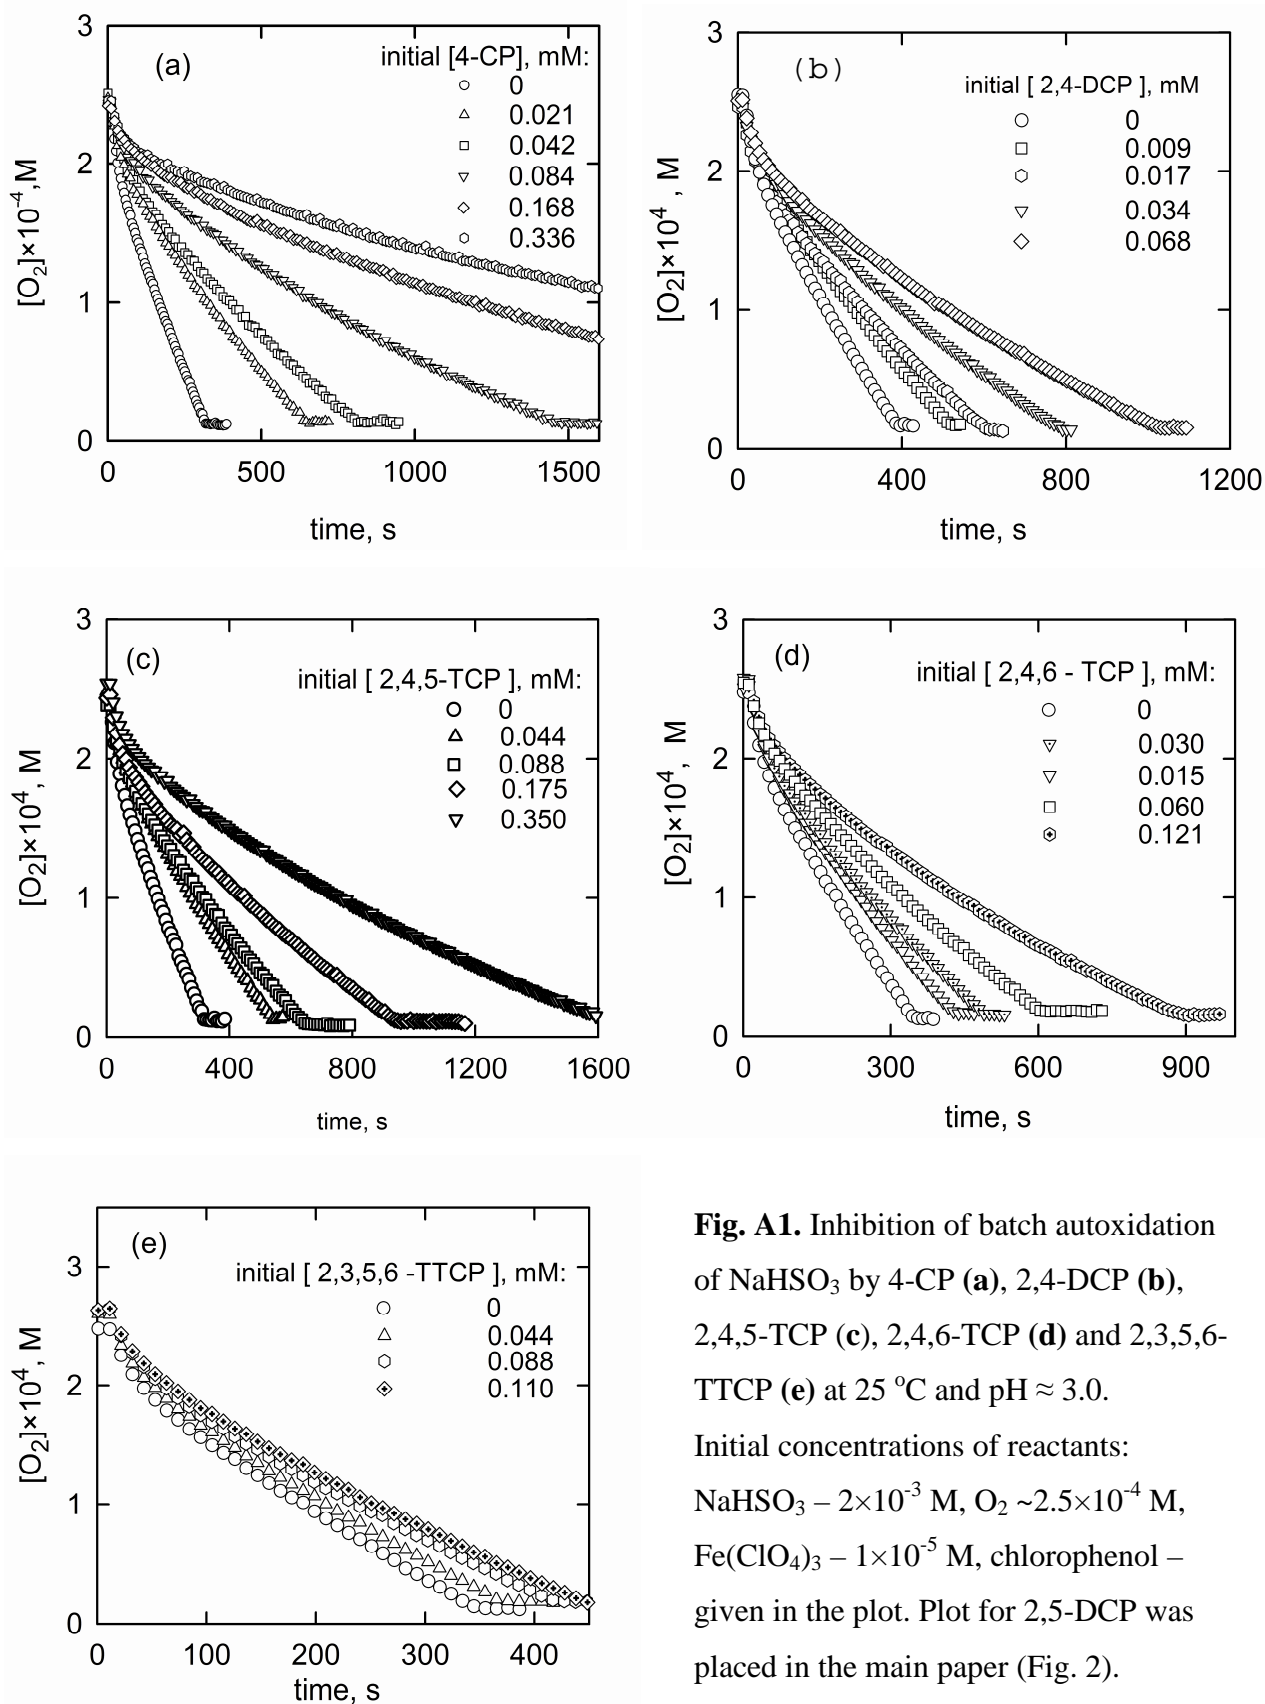 3
2
1
0
[O2]×10-4,M
(a)
initial [4-CP], mM:
0
0.021
0.042
0.084
0.168
0.336
0 500 1000 1500
time, s
3
2
1
0
[O2]×10⁴ , M
(b)
initial [ 2,4-DCP ], mM
0
0.009
0.017
0.034
0.068
0 400 800 1200
time, s
3
2
1
0
[O2]×10⁴, M
(c)
initial [ 2,4,5-TCP ], mM:
0
0.044
0.088
0.175
0.350
0 400 800 1200 1600
time, s
3
2
1
0
[O2]×10⁴, M
(d)
initial [ 2,4,6 - TCP ], mM:
0
0.030
0.015
0.060
0.121
0 300 600 900
time, s
3
2
1
0
[O2]×10⁴, M
(e)
initial [ 2,3,5,6 -TTCP ], mM:
0
0.044
0.088
0.110
0 100 200 300 400
time, s
Fig. A1. Inhibition of batch autoxidation
of NaHSO3 by 4-CP (a), 2,4-DCP (b),
2,4,5-TCP (c), 2,4,6-TCP (d) and 2,3,5,6-
TTCP (e) at 25 °C and pH ≈ 3.0.
Initial concentrations of reactants:
NaHSO3 – 2×10-3 M, O2 ~2.5×10-4 M,
Fe(ClO4)3 – 1×10-5 M, chlorophenol –
given in the plot. Plot for 2,5-DCP was
placed in the main paper (Fig. 2).